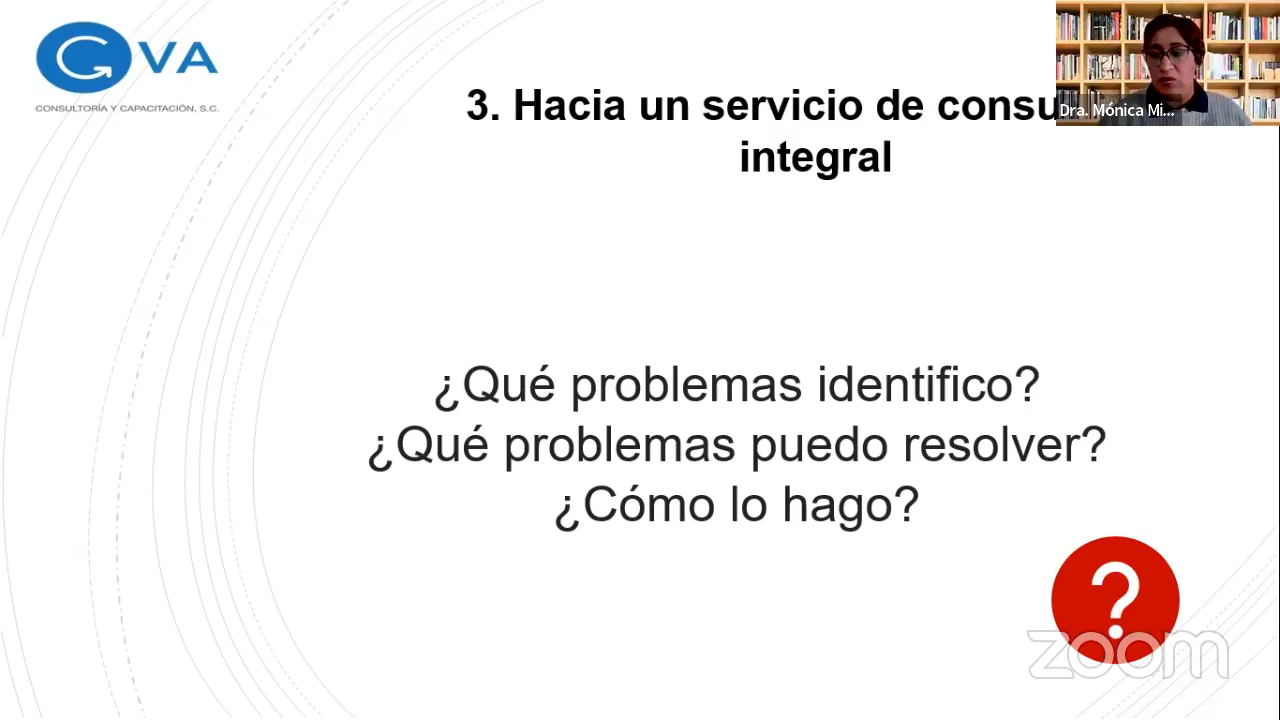 GVA
CONSULTORÍA Y CAPACITACIÓN, S.C.
3. Hacia un servicio de consu
integral
Dra. Mónica Mi...
¿Qué problemas identifico?
¿Qué problemas puedo resolver?
¿Cómo lo hago?
?
zoom